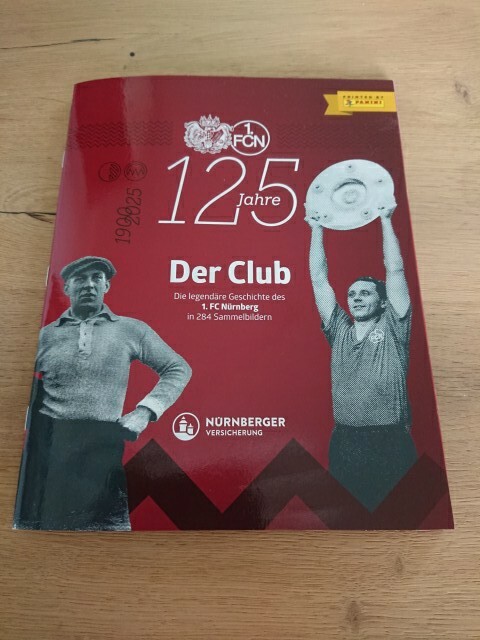 PRINTED BY
PANINI
1.
FCN
125
Jahre
1900
2025
Der Club
Die legendäre Geschichte des
1. FC Nürnberg
in 284 Sammelbildern
NÜRNBERGER
VERSICHERUNG